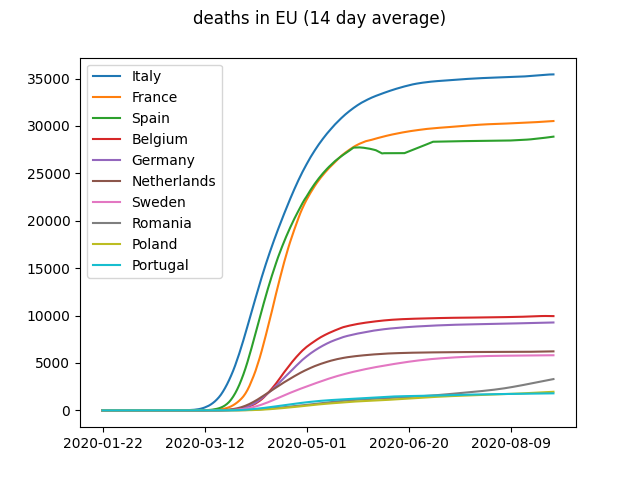 deaths in EU (14 day average)
35000
30000
25000
20000
15000
10000
5000
0
Italy
France
Spain
Belgium
Germany
Netherlands
Sweden
Romania
Poland
Portugal
2020-01-22 2020-03-12 2020-05-01 2020-06-20 2020-08-09